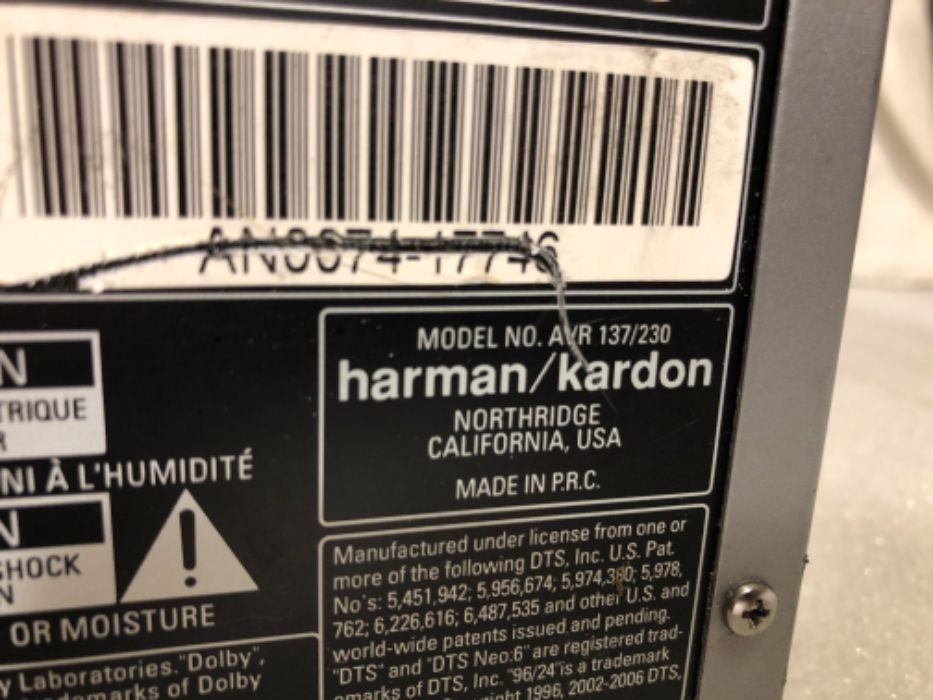 MODEL NO. AVR 137/230
harman/kardon
NORTHRIDGE
CALIFORNIA, USA
MADE IN P.R.C.
N
TRIQUE
R
NI À L'HUMIDITÉ
N
SHOCK
N
OR MOISTURE
Manufactured under license from one or
more of the following DTS, Inc. U.S. Pat.
No's: 5,451,942; 5,956,674; 5,974,380; 5,978,
762; 6,226,616; 6,487,535 and other U.S. and
world-wide patents issued and pending.
"DTS" and "DTS Neo:6" are registered trad-
emarks of DTS, Inc. "96/24"is a trademark
1996, 2002-2006 DTS,
y Laboratories."Dolby",
demarks of Dolby